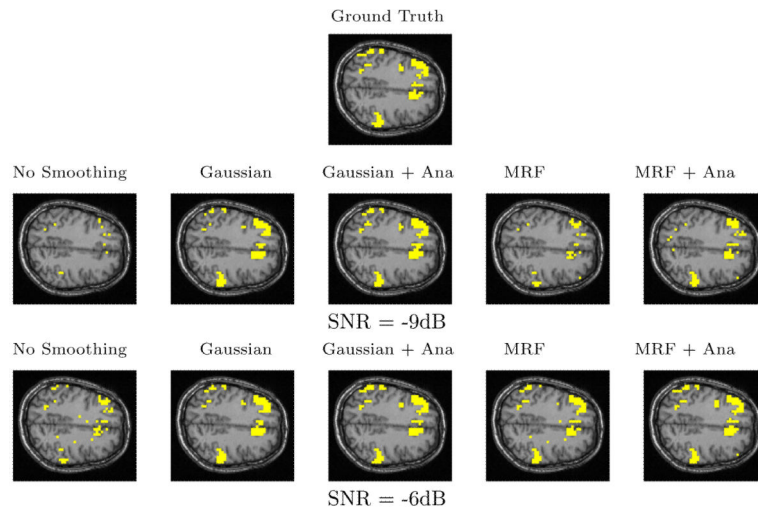 Ground Truth
No Smoothing Gaussian Gaussian + Ana MRF MRF + Ana
SNR = -9dB
No Smoothing Gaussian Gaussian + Ana MRF MRF + Ana
SNR = -6dB